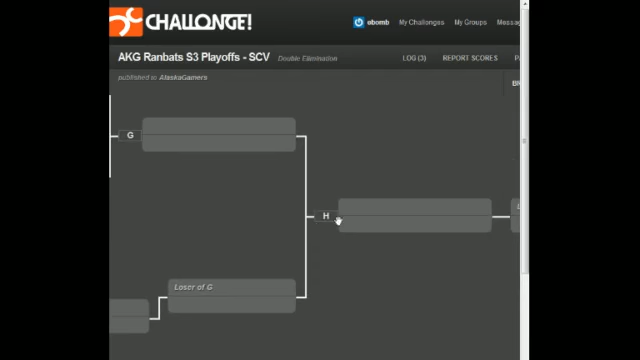 CHALLONGE!
obomb My Challonges My Groups
AKG Ranbats S3 Playoffs - SCV Double Elimination LOG (3) REPORT SCORES
published to AlaskaGamers
G
H
Loser of G